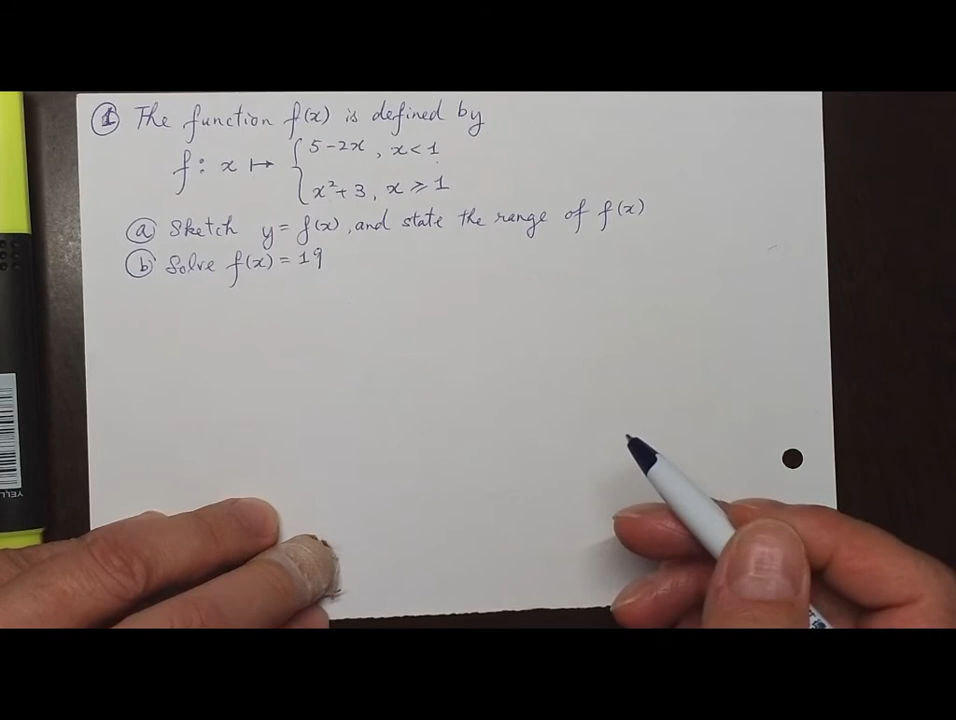 ① The function f(x) is defined by
f: x ↦ { 5-2x, x<1
x²+3, x ⩾ 1
ⓐ Sketch y = f(x), and state the range of f(x)
ⓑ Solve f(x) = 19
YELL